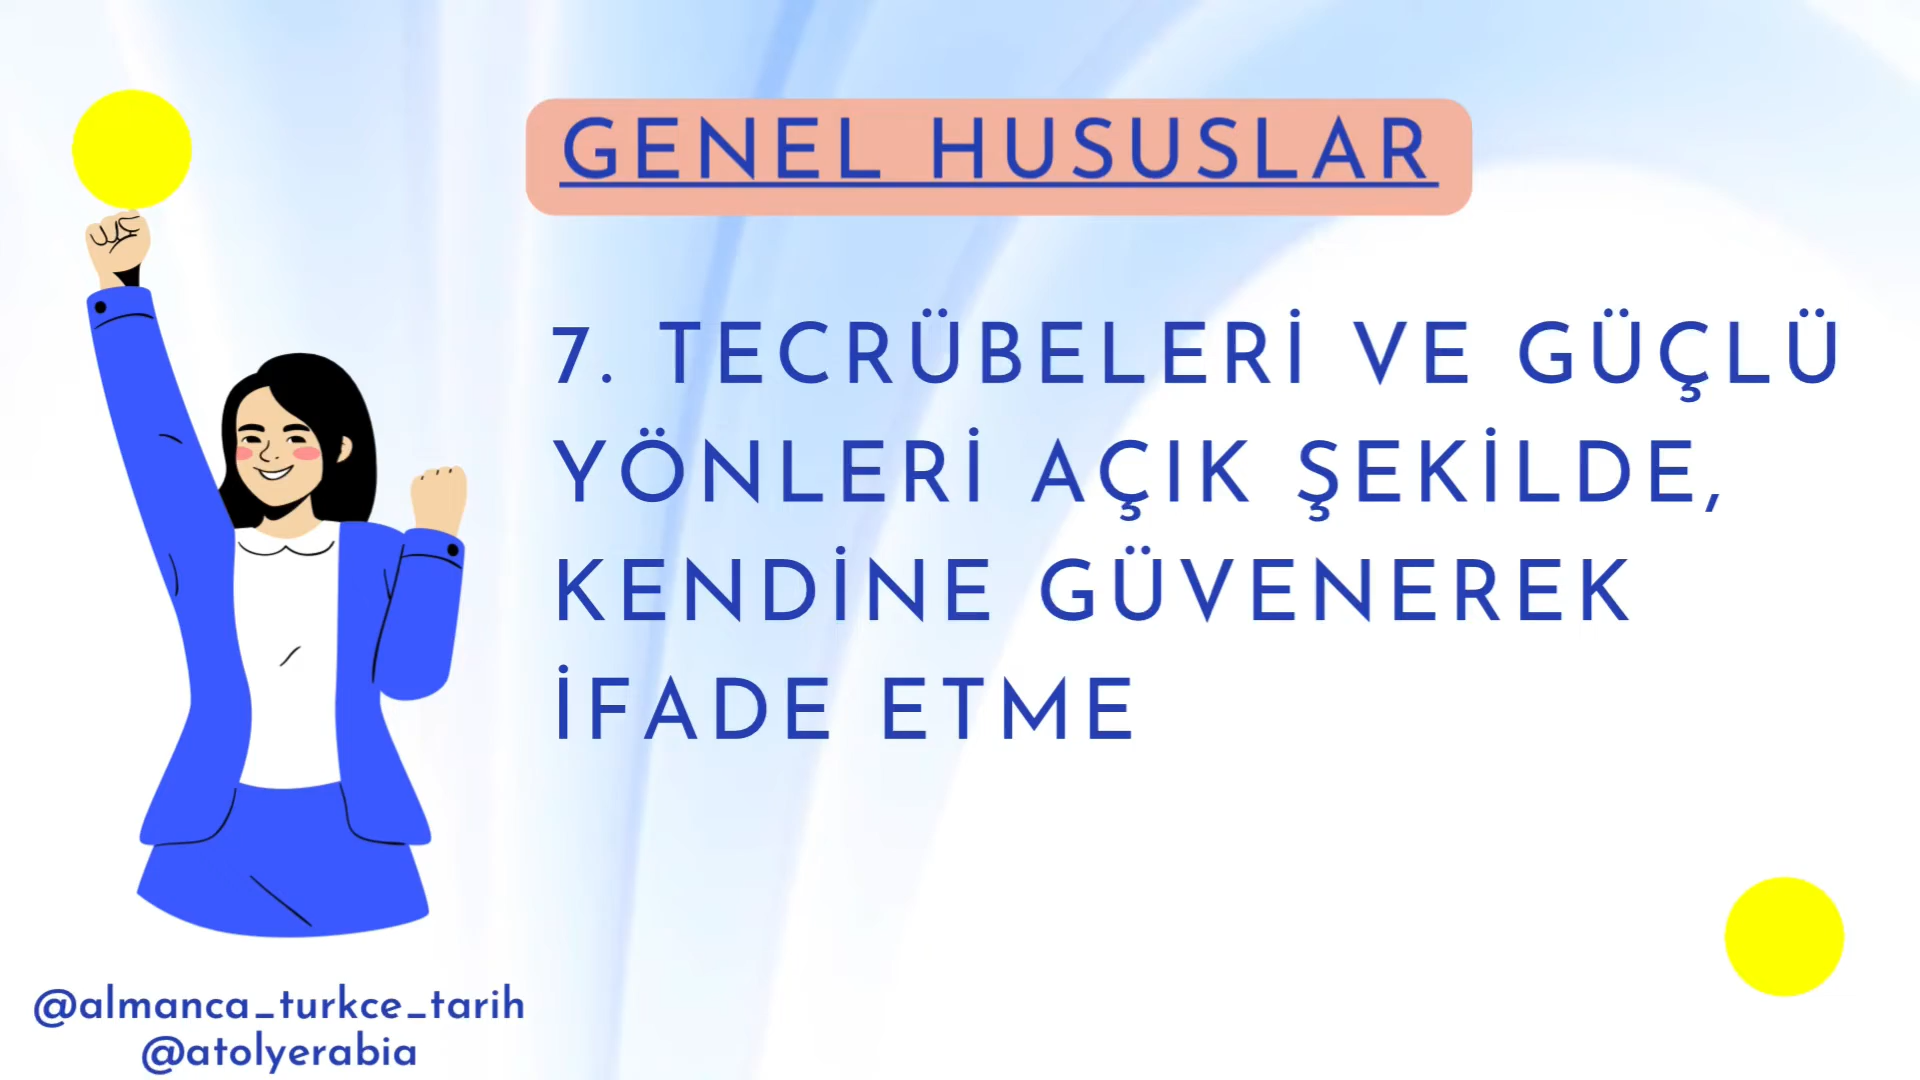 GENEL HUSUSLAR
7. TECRÜBELERİ VE GÜÇLÜ
YÖNLERİ AÇIK ŞEKİLDE,
KENDİNE GÜVENEREK
İFADE ETME
@almanca_turkce_tarih
@atolyerabia